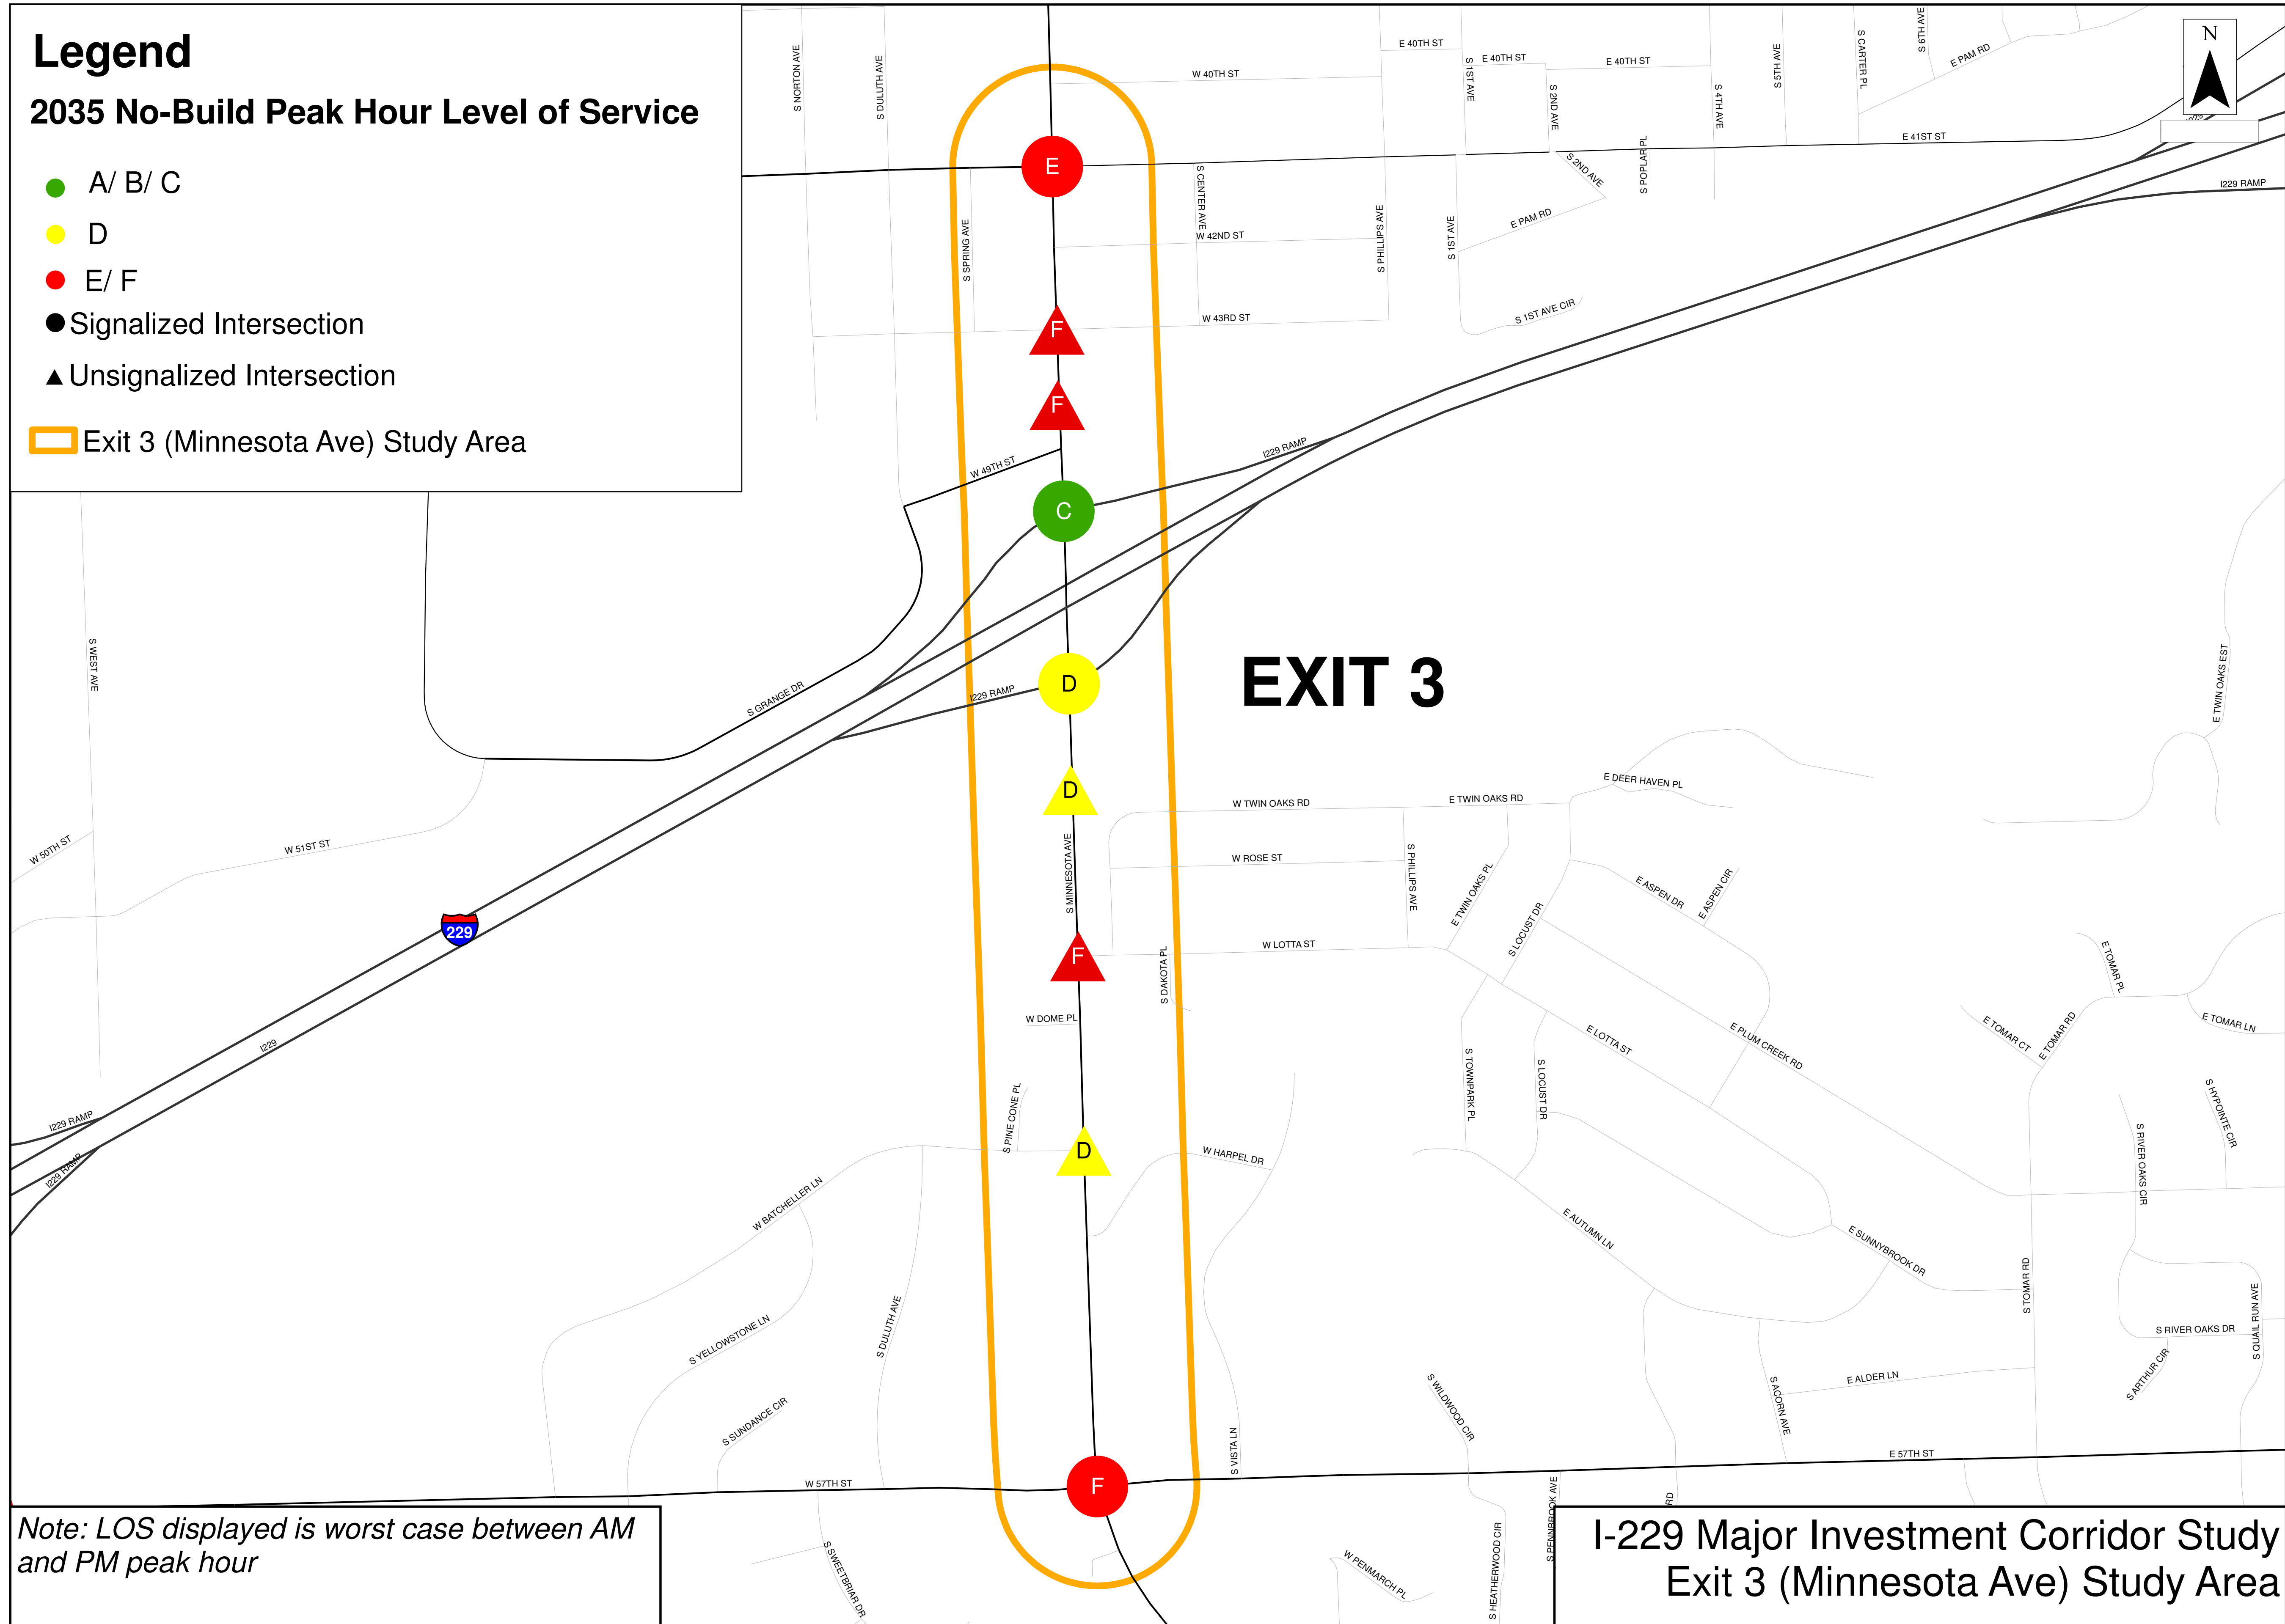 Legend
2035 No-Build Peak Hour Level of Service
A/ B/ C
D
E/ F
Signalized Intersection
Unsignalized Intersection
Exit 3 (Minnesota Ave) Study Area
N
S NORTON AVE
S DULUTH AVE
W 40TH ST
E 40TH ST
S 1ST AVE
E 40TH ST
S 2ND AVE
E 40TH ST
S 4TH AVE
S 5TH AVE
S CARTER PL
S 6TH AVE
E PAM RD
E 41ST ST
I229 RAMP
E
S SPRING AVE
S CENTER AVE
W 42ND ST
S PHILLIPS AVE
S 1ST AVE
S 2ND AVE
S POPLAR PL
E PAM RD
W 43RD ST
S 1ST AVE CIR
F
F
W 49TH ST
I229 RAMP
C
S WEST AVE
S GRANGE DR
I229 RAMP
D
EXIT 3
E TWIN OAKS EST
D
W TWIN OAKS RD
E TWIN OAKS RD
E DEER HAVEN PL
W 50TH ST
W 51ST ST
S MINNESOTA AVE
W ROSE ST
S PHILLIPS AVE
E TWIN OAKS PL
S LOCUST DR
E ASPEN DR
E ASPEN CIR
229
F
W LOTTA ST
S DAKOTA PL
W DOME PL
I229
E LOTTA ST
E PLUM CREEK RD
E TOMAR PL
E TOMAR CT
E TOMAR RD
E TOMAR LN
I229 RAMP
I229 RAMP
S PINE CONE PL
D
W HARPEL DR
S TOWNPARK PL
S LOCUST DR
S RIVER OAKS CIR
S HYPOINTE CIR
W BATCHELLER LN
E AUTUMN LN
E SUNNYBROOK DR
S TOMAR RD
S YELLOWSTONE LN
S DULUTH AVE
S RIVER OAKS DR
S QUAIL RUN AVE
S ARTHUR CIR
E ALDER LN
S ACORN AVE
S WILDWOOD CIR
S SUNDANCE CIR
S VISTA LN
E 57TH ST
W 57TH ST
F
S SWEETBRIAR DR
W PENMARCH PL
S HEATHERWOOD CIR
S PENNBROOK AVE
RD
Note: LOS displayed is worst case between AM
and PM peak hour
I-229 Major Investment Corridor Study
Exit 3 (Minnesota Ave) Study Area